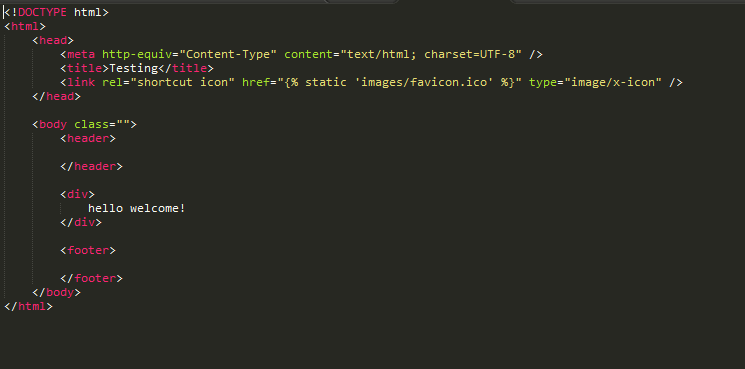 <!DOCTYPE html>
<html>
<head>
<meta http-equiv="Content-Type" content="text/html; charset=UTF-8" />
<title>Testing</title>
<link rel="shortcut icon" href="{% static 'images/favicon.ico' %}" type="image/x-icon" />
</head>
<body class="">
<header>
</header>
<div>
hello welcome!
</div>
<footer>
</footer>
</body>
</html>